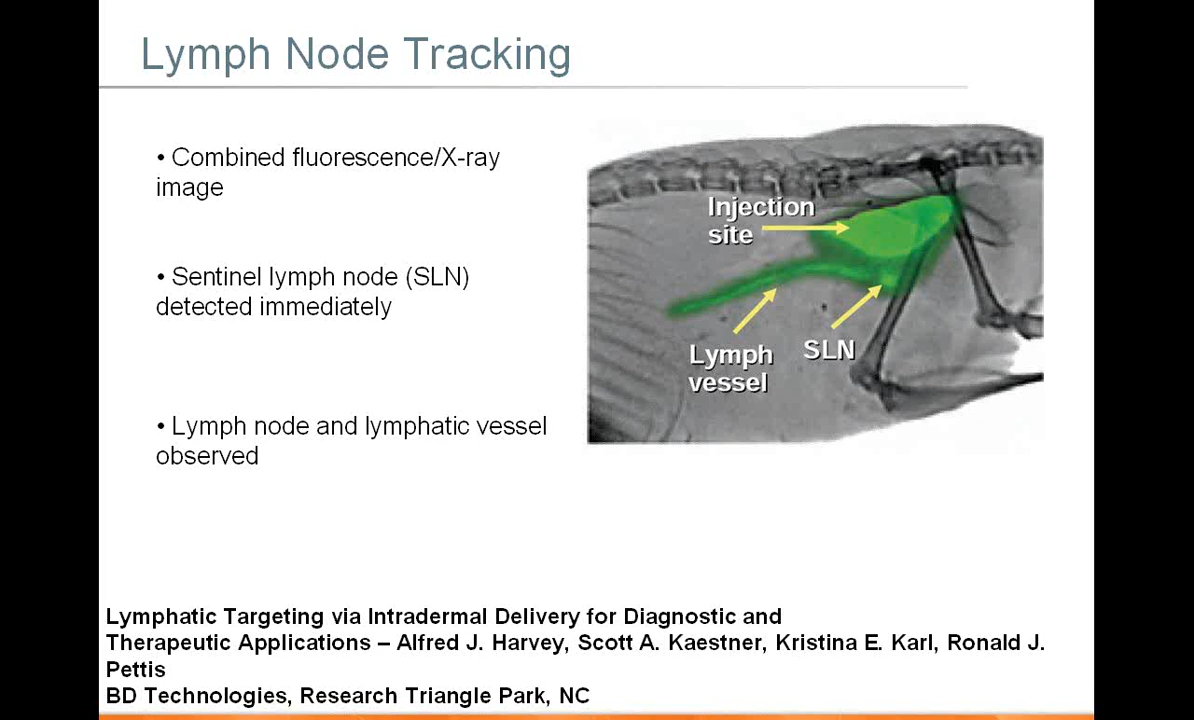 Lymph Node Tracking
• Combined fluorescence/X-ray
image
• Sentinel lymph node (SLN)
detected immediately
• Lymph node and lymphatic vessel
observed
Injection
site
Lymph
vessel
SLN
Lymphatic Targeting via Intradermal Delivery for Diagnostic and
Therapeutic Applications – Alfred J. Harvey, Scott A. Kaestner, Kristina E. Karl, Ronald J.
Pettis
BD Technologies, Research Triangle Park, NC